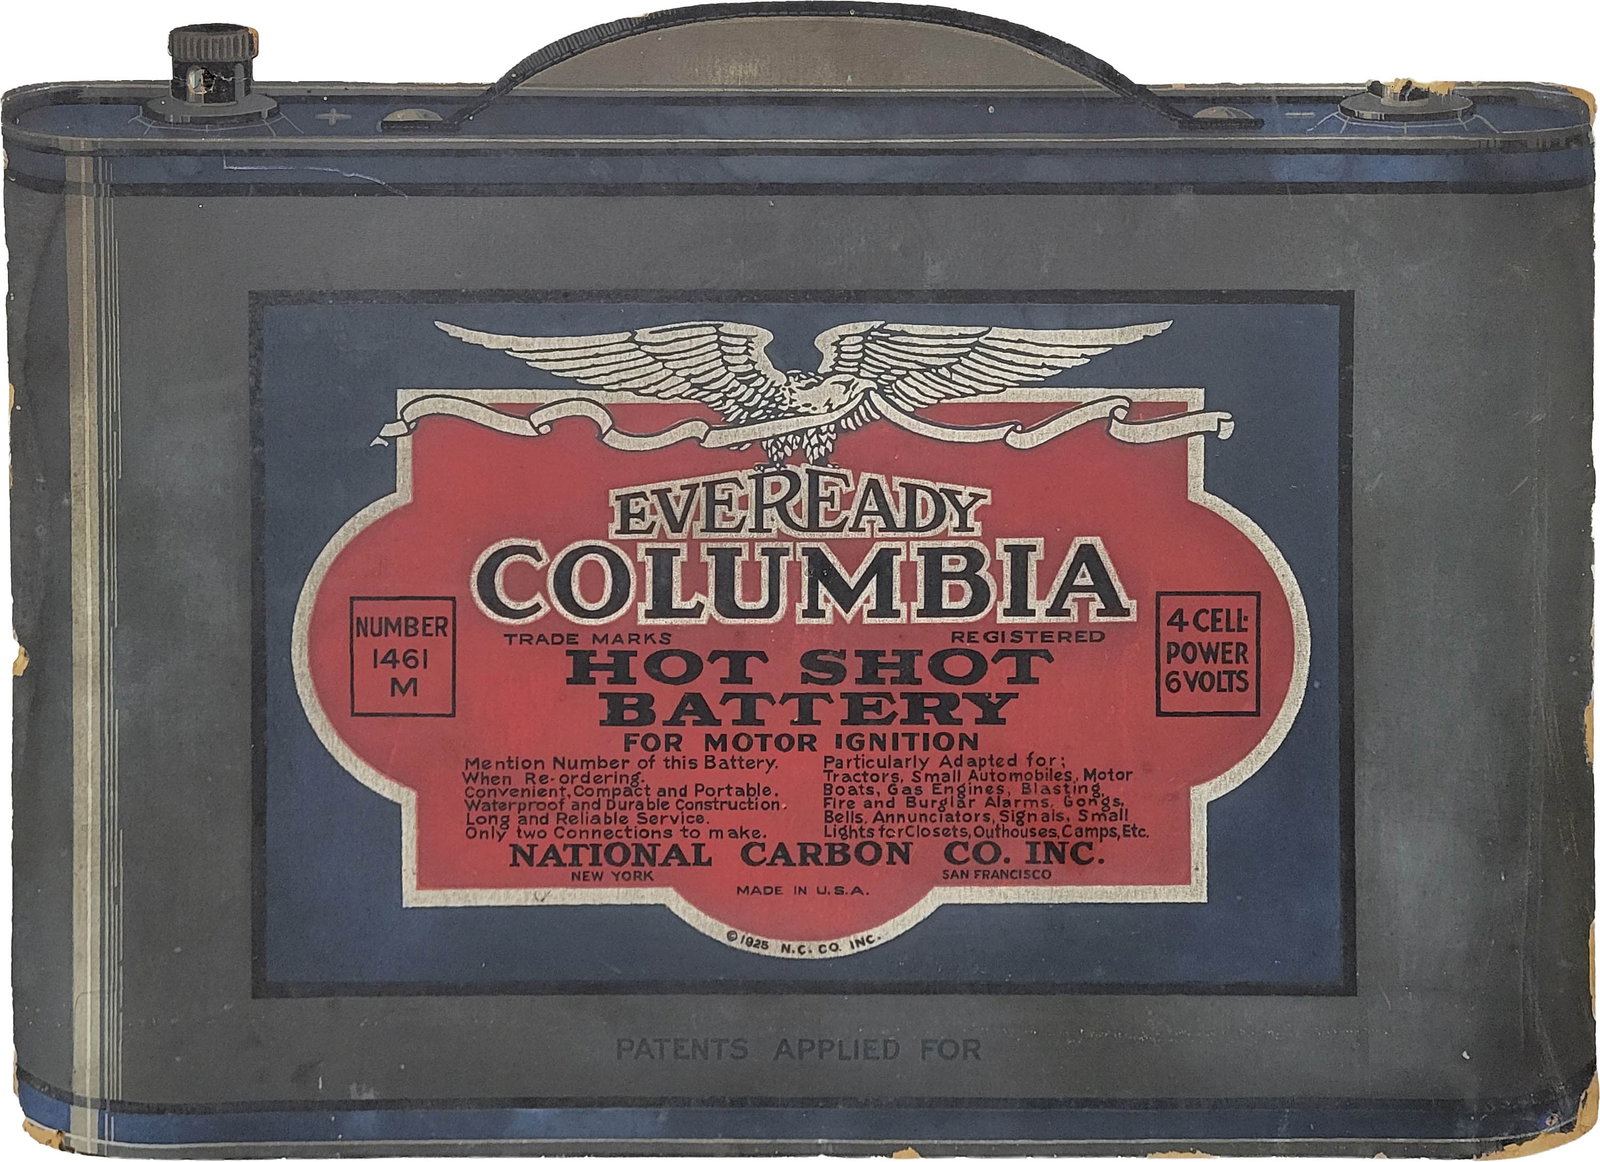 +
EVEREADY
COLUMBIA
TRADE MARKS REGISTERED
NUMBER
1461
M
4 CELL-
POWER
6 VOLTS
HOT SHOT
BATTERY
FOR MOTOR IGNITION
Mention Number of this Battery.
When Re-ordering.
Convenient, Compact and Portable.
Waterproof and Durable Construction.
Long and Reliable Service.
Only two Connections to make.
Particularly Adapted for;
Tractors, Small Automobiles, Motor
Boats, Gas Engines, Blasting,
Fire and Burglar Alarms, Gongs,
Bells, Annunciators, Signals, Small
Lights for Closets, Outhouses, Camps, Etc.
NATIONAL CARBON CO. INC.
NEW YORK SAN FRANCISCO
MADE IN U.S.A.
©1925 N.C. CO. INC.
PATENTS APPLIED FOR